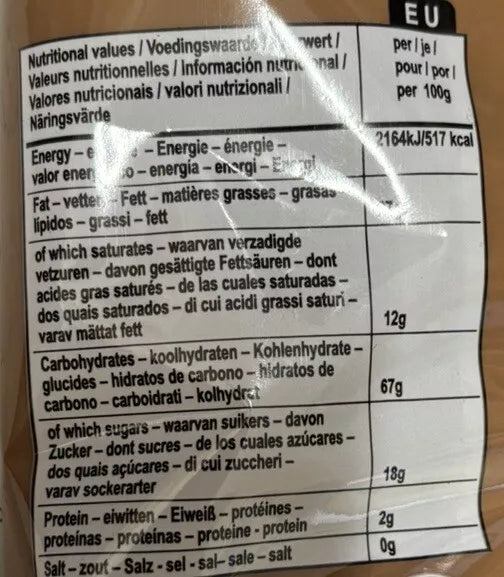 EU
Nutritional values / Voedingswaarde / wert /
Valeurs nutritionnelles / Información
Valores nutricionais / valori nutrizionali /
Näringsvärde
per / je /
pour / por /
per 100g
Energy – – Energie – énergie –
valor – energía – energi –
2164kJ/517 kcal
Fat – vetten – Fett – matières grasses – grasas
lípidos – grassi – fett
of which saturates – waarvan verzadigde
vetzuren – davon gesättigte Fettsäuren – dont
acides gras saturés – de las cuales saturadas –
dos quais saturados – di cui acidi grassi saturi –
varav mättat fett
12g
Carbohydrates – koolhydraten – Kohlenhydrate –
glucides – hidratos de carbono – hidratos de
carbono – carboidrati – kolhydrat
67g
of which sugars – waarvan suikers – davon
Zucker – dont sucres – de los cuales azúcares –
dos quais açúcares – di cui zuccheri –
varav sockerarter
18g
Protein – eiwitten – Eiweiß – protéines –
proteínas – proteínas – proteine - protein
2g
Salt – zout – Salz - sel - sal– sale – salt
0g